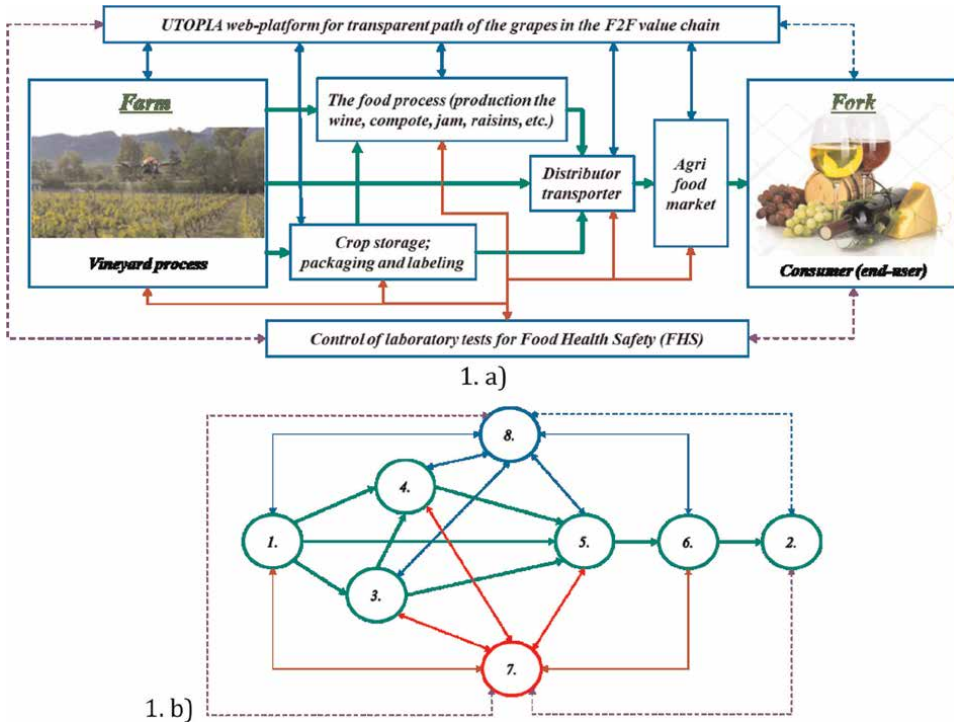 UTOPIA web-platform for transparent path of the grapes in the F2F value chain
Farm
Vineyard process
The food process (production the
wine, compote, jam, raisins, etc.)
Crop storage;
packaging and labeling
Distributor
transporter
Agri
food
market
Fork
Consumer (end-user)
Control of laboratory tests for Food Health Safety (FHS)
1. a)
8.
4.
1.
5.
6.
2.
3.
7.
1. b)